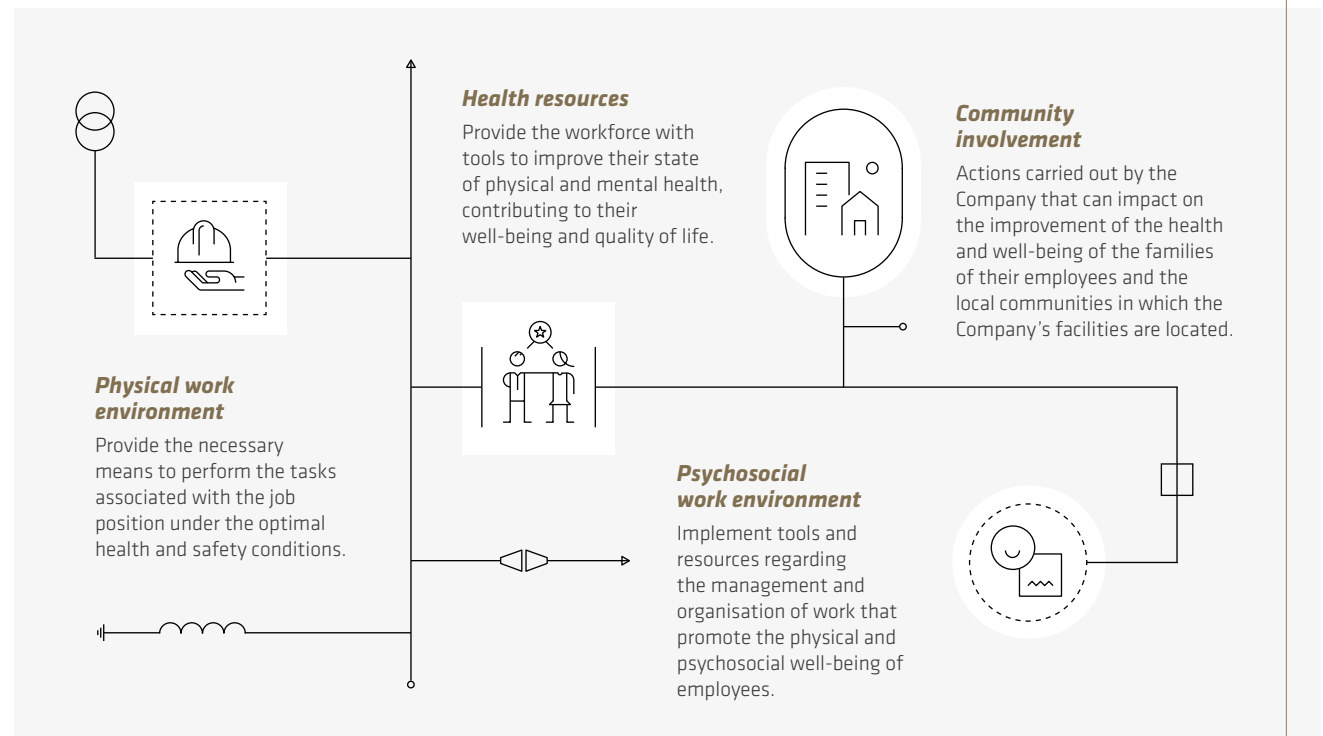 Health resources
Provide the workforce with
tools to improve their state
of physical and mental health,
contributing to their
well-being and quality of life.
Community
involvement
Actions carried out by the
Company that can impact on
the improvement of the health
and well-being of the families
of their employees and the
local communities in which the
Company's facilities are located.
Physical work
environment
Provide the necessary
means to perform the tasks
associated with the job
position under the optimal
health and safety conditions.
Psychosocial
work environment
Implement tools and
resources regarding
the management and
organisation of work that
promote the physical and
psychosocial well-being of
employees.